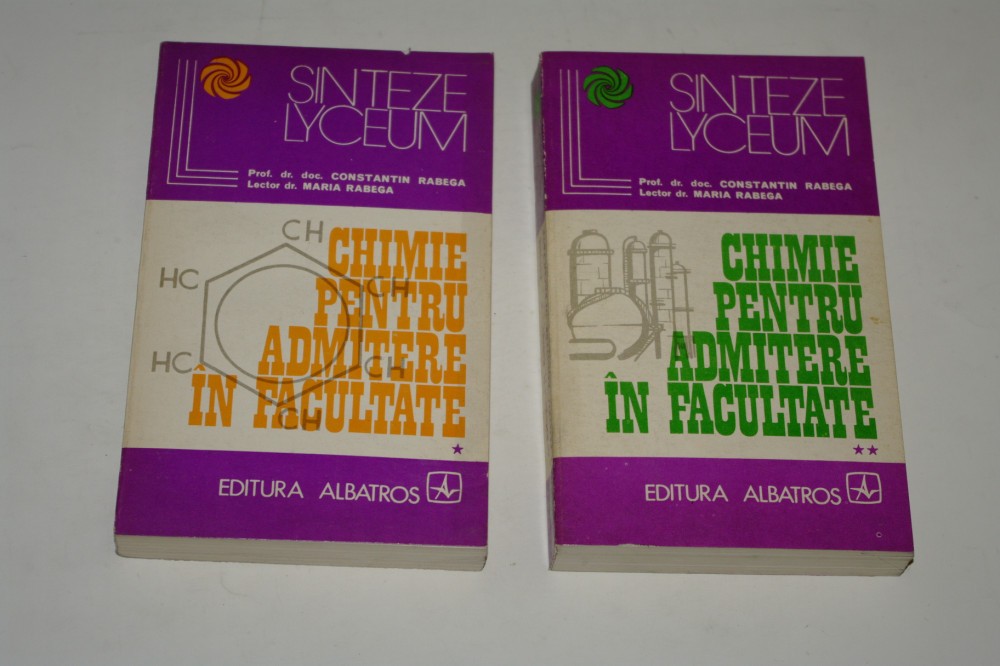 SINTEZE
LYCEUM
Prof. dr. doc. CONSTANTIN RABEGA
Lector dr. MARIA RABEGA
CH
HC
CH
HC
CH
CH
CHIMIE
PENTRU
ADMITERE
ÎN FACULTATE
*
EDITURA ALBATROS
SINTEZE
LYCEUM
Prof. dr. doc. CONSTANTIN RABEGA
Lector dr. MARIA RABEGA
CHIMIE
PENTRU
ADMITERE
ÎN FACULTATE
**
EDITURA ALBATROS